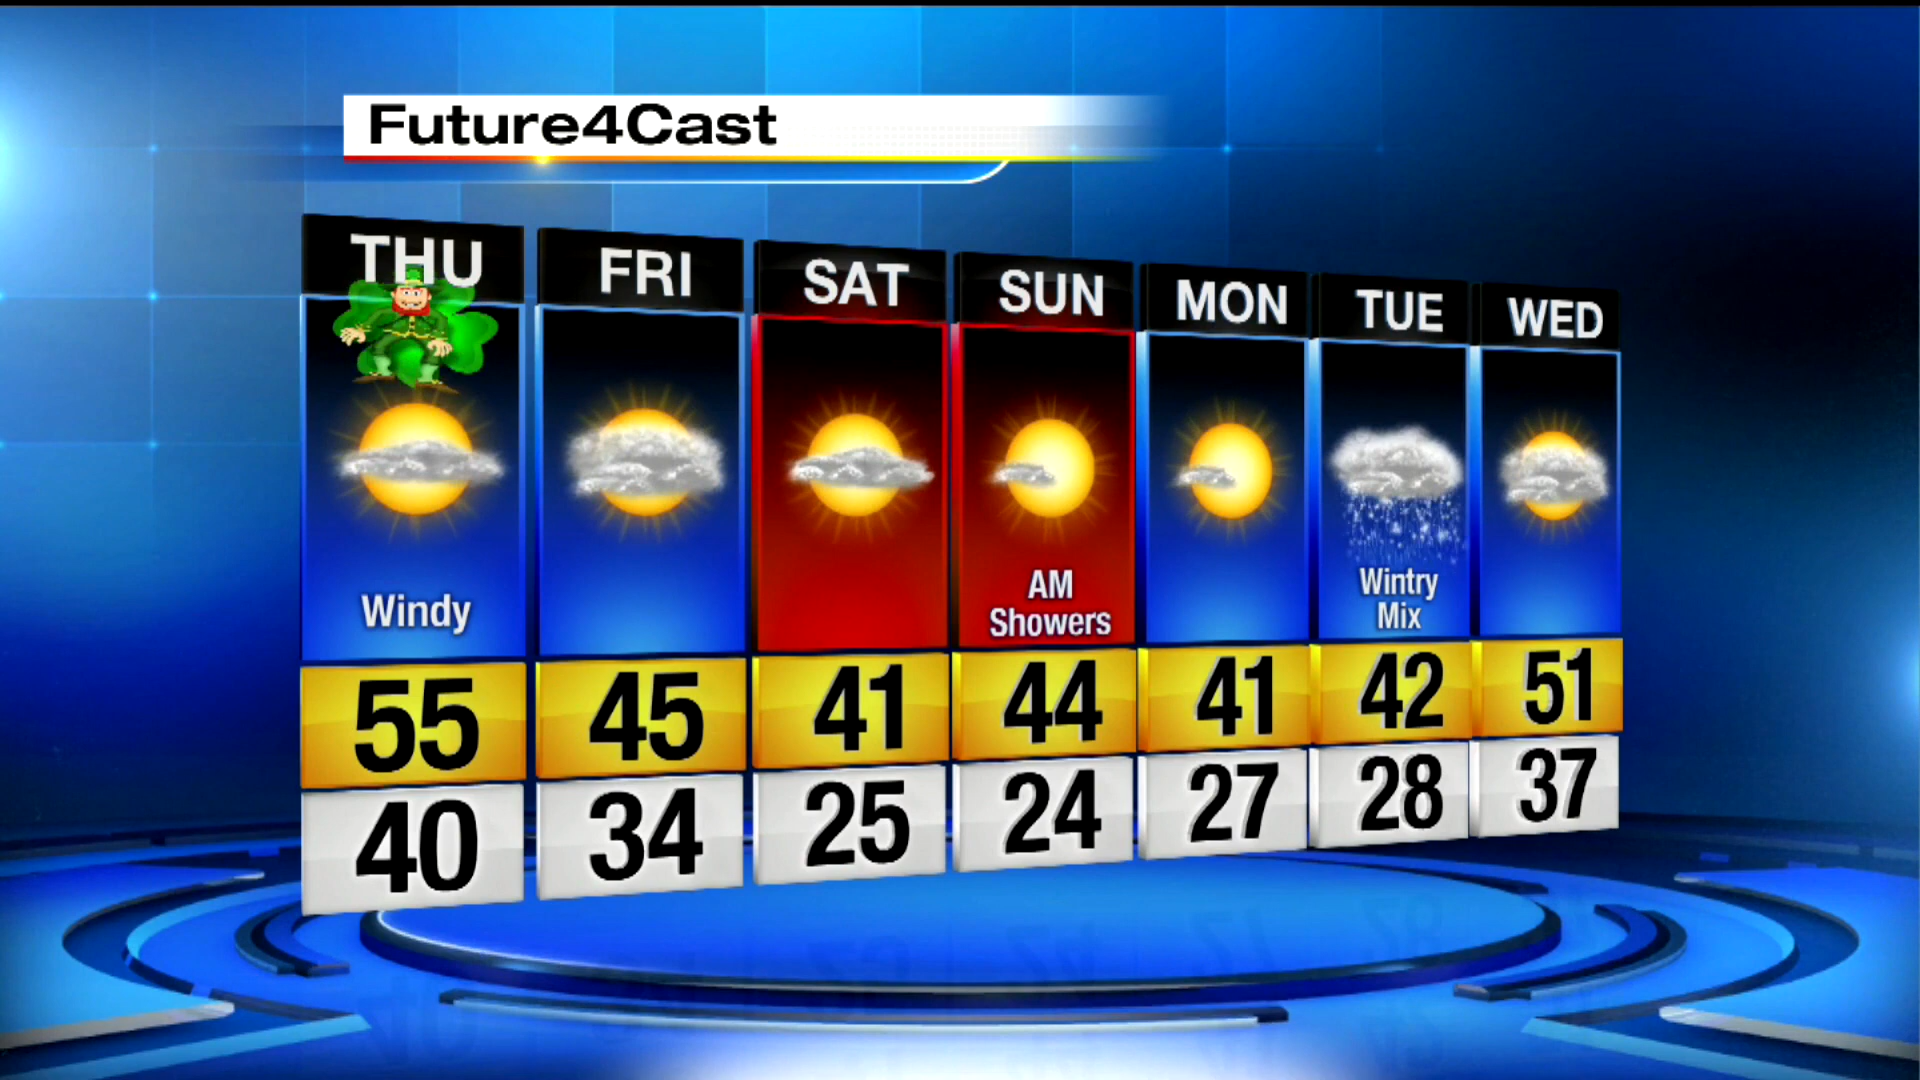 Future4Cast
THU FRI SAT SUN MON TUE WED
Windy
AM
Showers
Wintry
Mix
55 45 41 44 41 42 51
40 34 25 24 27 28 37